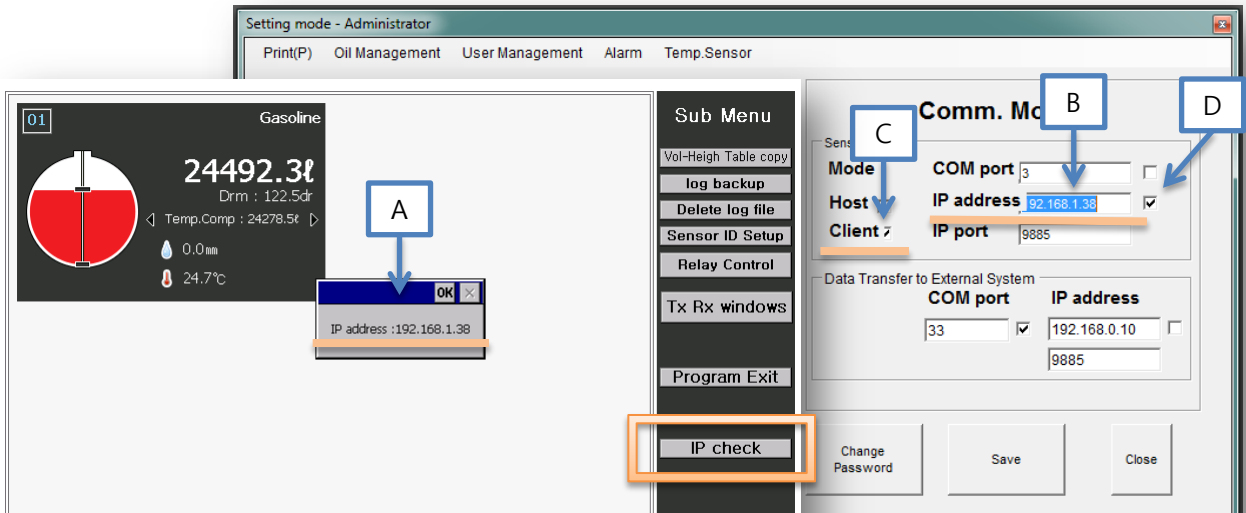 Setting mode - Administrator
Print(P) Oil Management User Management Alarm Temp.Sensor
01
Gasoline
24492.3ℓ
Drm : 122.5dr
Temp.Comp : 24278.5ℓ
0.0mm
24.7℃
A
OK
IP address :192.168.1.38
Sub Menu
Vol-Heigh Table copy
log backup
Delete log file
Sensor ID Setup
Relay Control
Tx Rx windows
Program Exit
IP check
Comm.
B
C
D
Mode
COM port 3
Host
IP address 92.168.1.38
Client
IP port 9885
Data Transfer to External System
COM port IP address
33 192.168.0.10
9885
Change Password
Save
Close